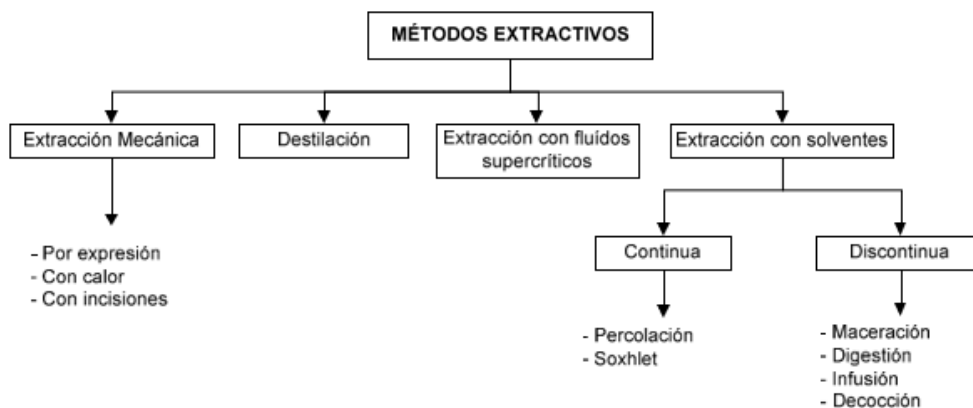 MÉTODOS EXTRACTIVOS
Extracción Mecánica
Destilación
Extracción con fluídos
supercríticos
Extracción con solventes
- Por expresión
- Con calor
- Con incisiones
Continua
Discontinua
- Percolación
- Soxhlet
- Maceración
- Digestión
- Infusión
- Decocción